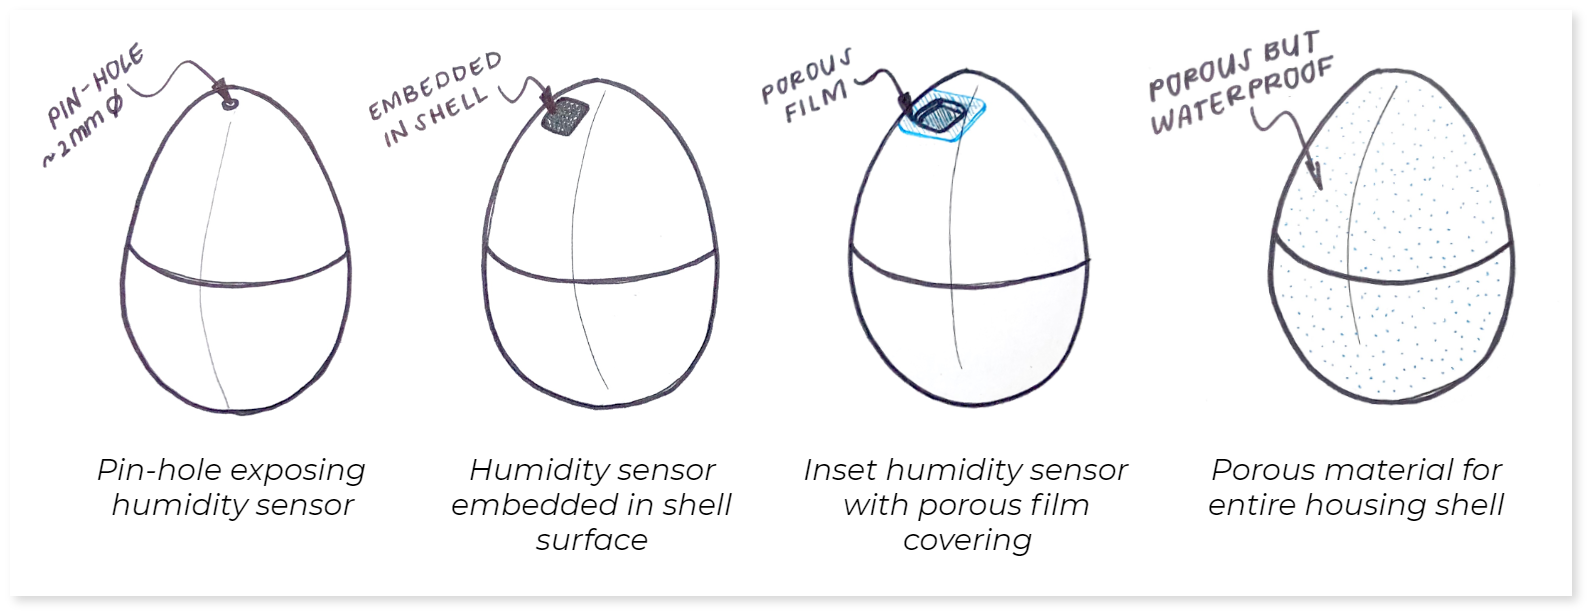 PIN-HOLE
~2mm Ø
EMBEDDED
IN SHELL
POROUS
FILM
POROUS BUT
WATERPROOF
Pin-hole exposing
humidity sensor
Humidity sensor
embedded in shell
surface
Inset humidity sensor
with porous film
covering
Porous material for
entire housing shell